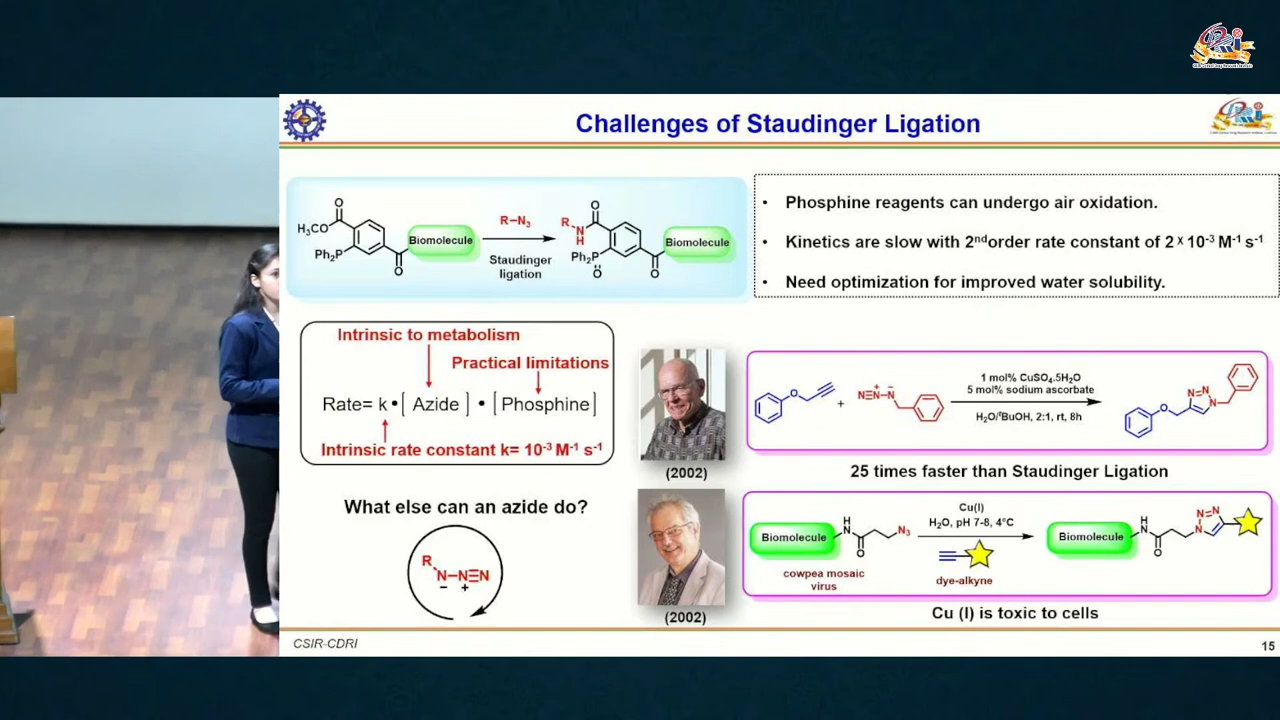 Challenges of Staudinger Ligation
H₃CO
O
Ph₂P
O
Biomolecule
R–N₃
Staudinger
ligation
R
N
H
O
Ph₂P
O
O
Biomolecule
• Phosphine reagents can undergo air oxidation.
• Kinetics are slow with 2ⁿᵈorder rate constant of 2 x 10⁻³ M⁻¹ s⁻¹
• Need optimization for improved water solubility.
Intrinsic to metabolism
Practical limitations
Rate= k • [ Azide ] • [ Phosphine ]
Intrinsic rate constant k= 10⁻³ M⁻¹ s⁻¹
What else can an azide do?
R
N–N≡N
− +
(2002)
O
+
N≡N–N
+ −
1 mol% CuSO₄.5H₂O
5 mol% sodium ascorbate
H₂O/ᵗBuOH, 2:1, rt, 8h
O
N=N
N
25 times faster than Staudinger Ligation
(2002)
Biomolecule
H
N
O
N₃
cowpea mosaic
virus
Cu(I)
H₂O, pH 7-8, 4°C
dye-alkyne
Biomolecule
H
N
O
N=N
N
Cu (I) is toxic to cells
CSIR-CDRI
15